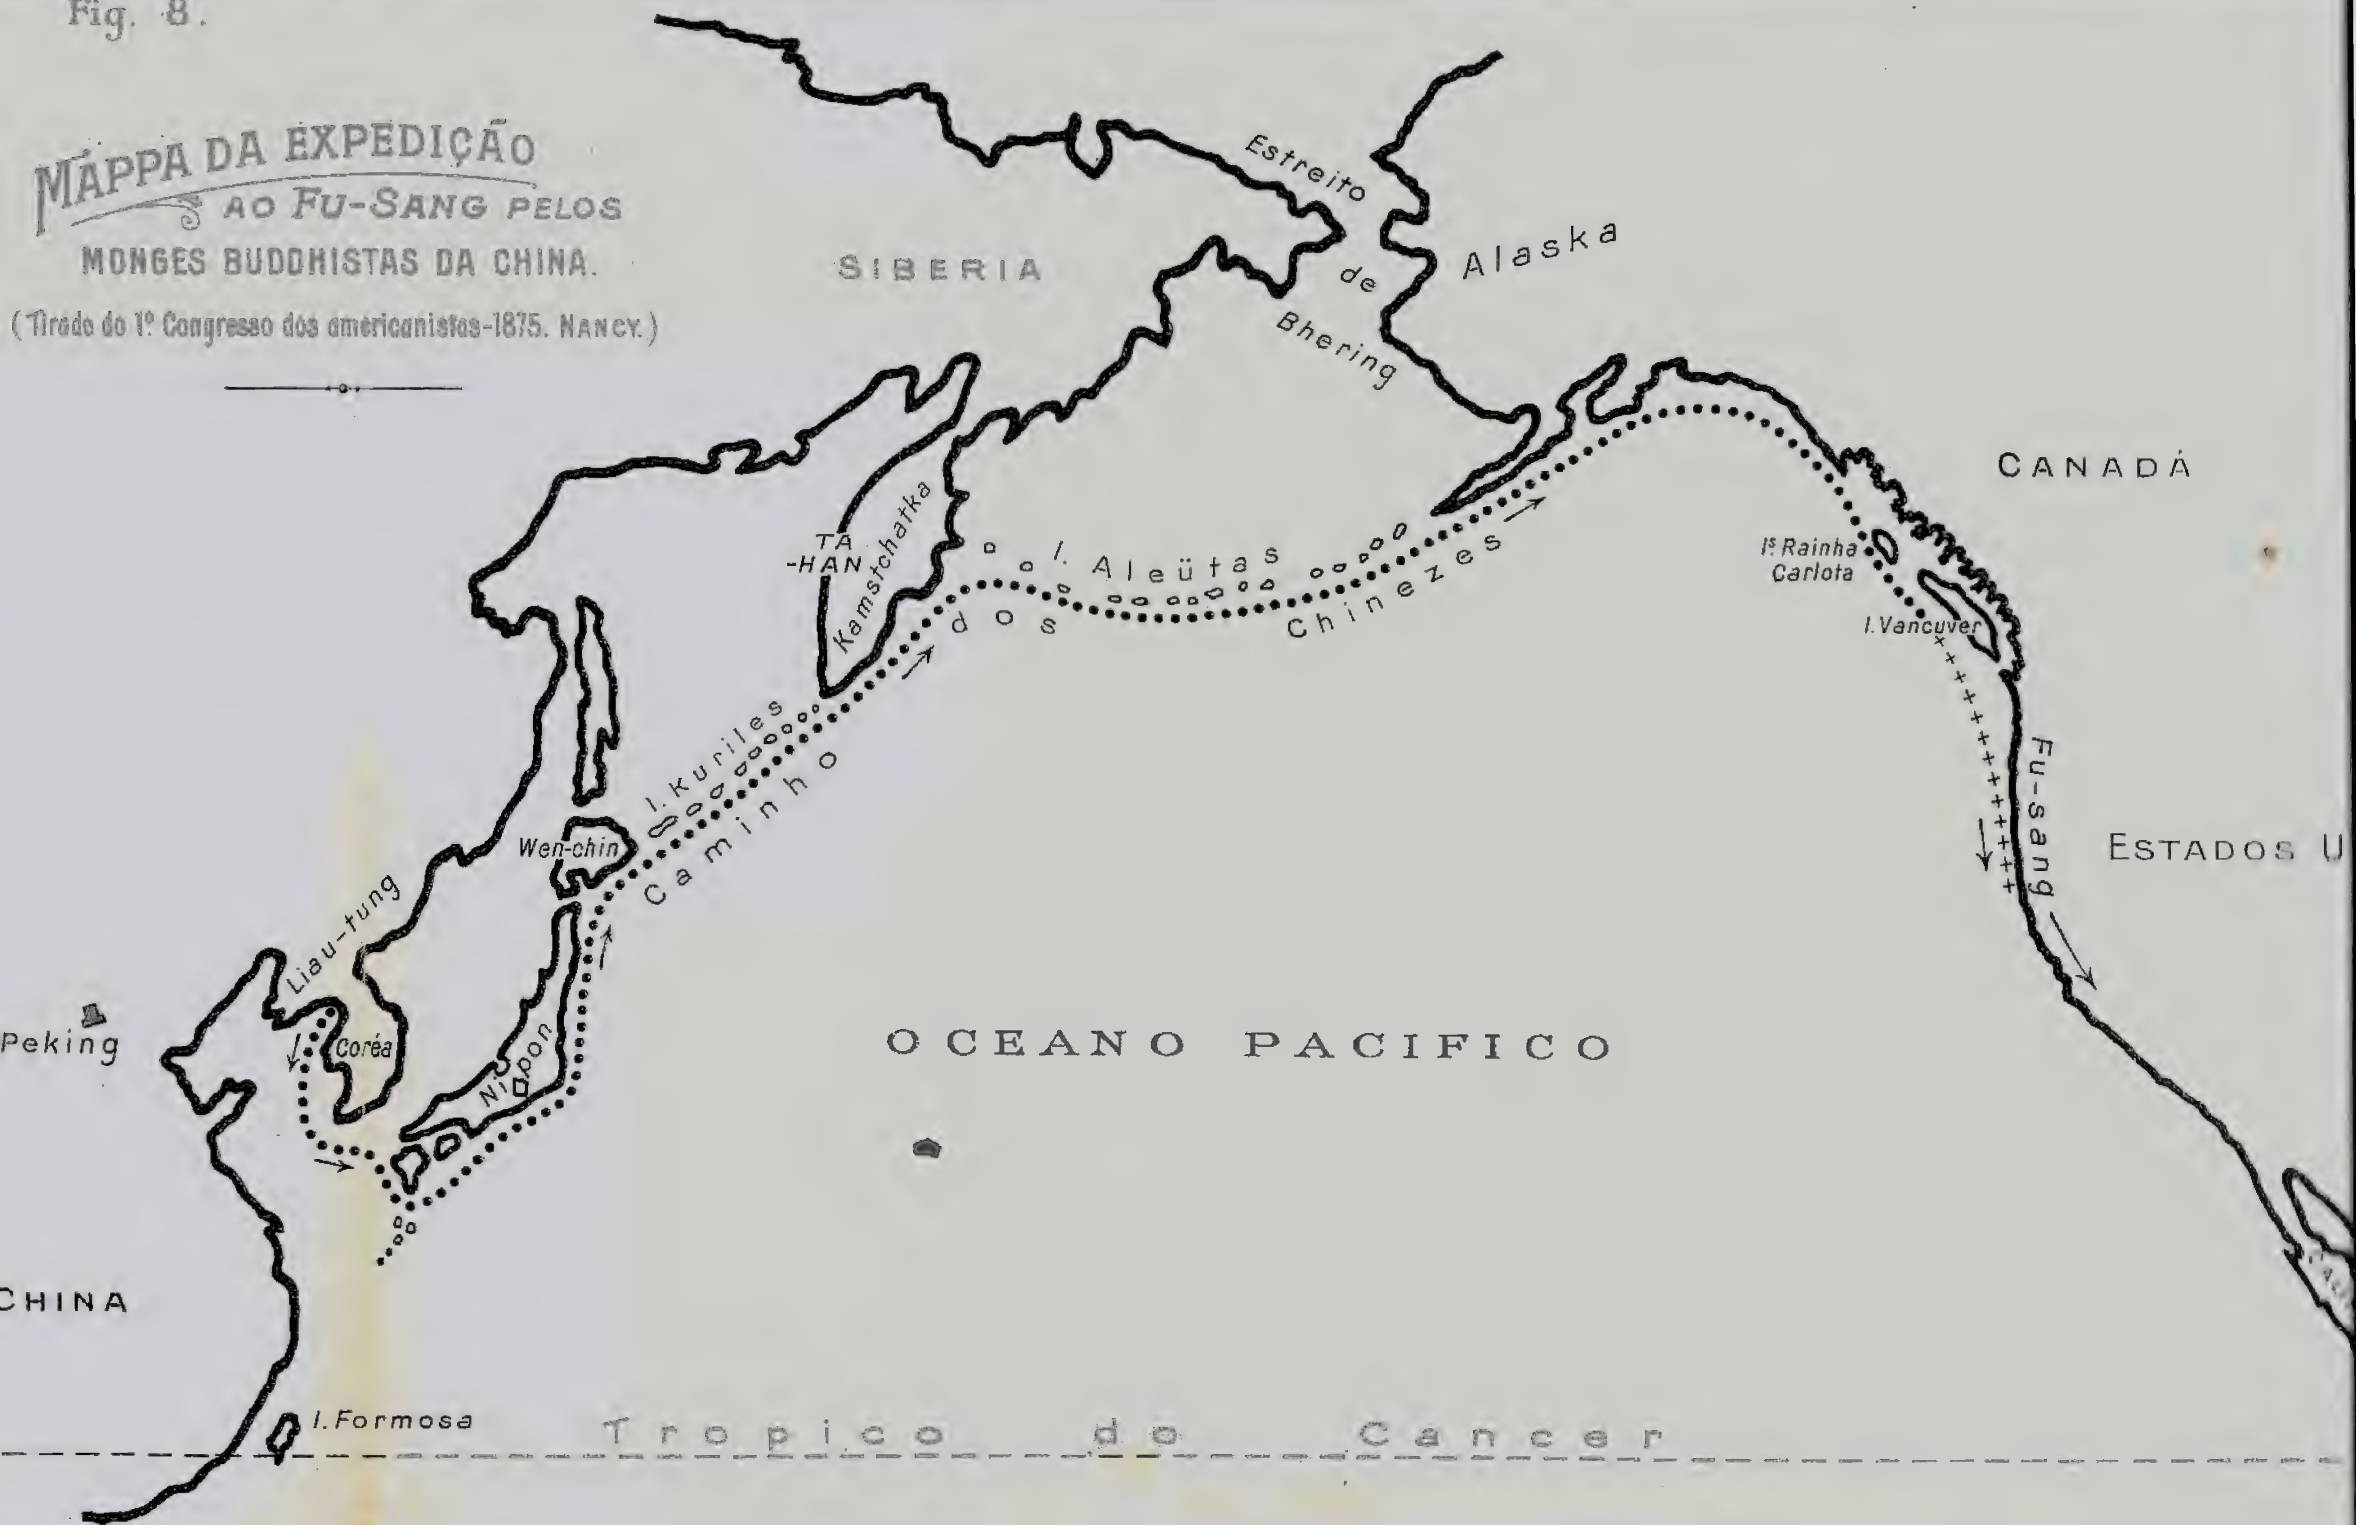 Fig. 8.
MAPPA DA EXPEDIÇÃO
AO FU-SANG PELOS
MONGES BUDDHISTAS DA CHINA.
(Tirado do 1º Congresso dos americanistas-1875. NANCY.)
Estreito
de
Bhering
Alaska
SIBERIA
CANADÁ
TA
-HAN
Kamstchatka
I. Aleütas
Iˢ Rainha
Carlota
I. Vancuver
I. Kuriles
Caminho dos Chinezes
Fu-sang
Wen-chin
ESTADOS U
Liau-tung
Peking
Coréa
Nippon
OCEANO PACIFICO
CHINA
I. Formosa
Tropico do Cancer